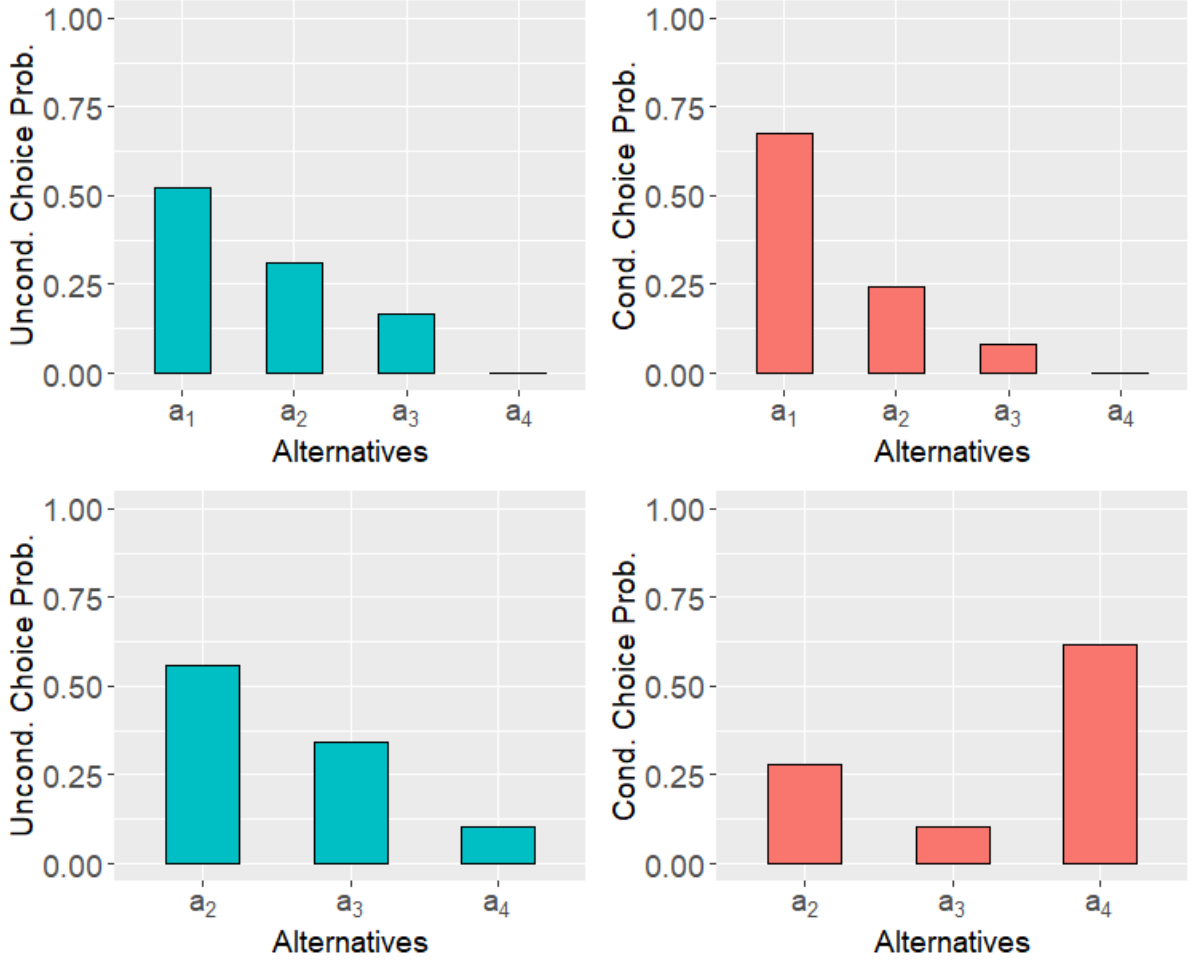 Uncond. Choice Prob.
1.00
0.75
0.50
0.25
0.00
a1 a2 a3 a4
Alternatives
Cond. Choice Prob.
1.00
0.75
0.50
0.25
0.00
a1 a2 a3 a4
Alternatives
Uncond. Choice Prob.
1.00
0.75
0.50
0.25
0.00
a2 a3 a4
Alternatives
Cond. Choice Prob.
1.00
0.75
0.50
0.25
0.00
a2 a3 a4
Alternatives